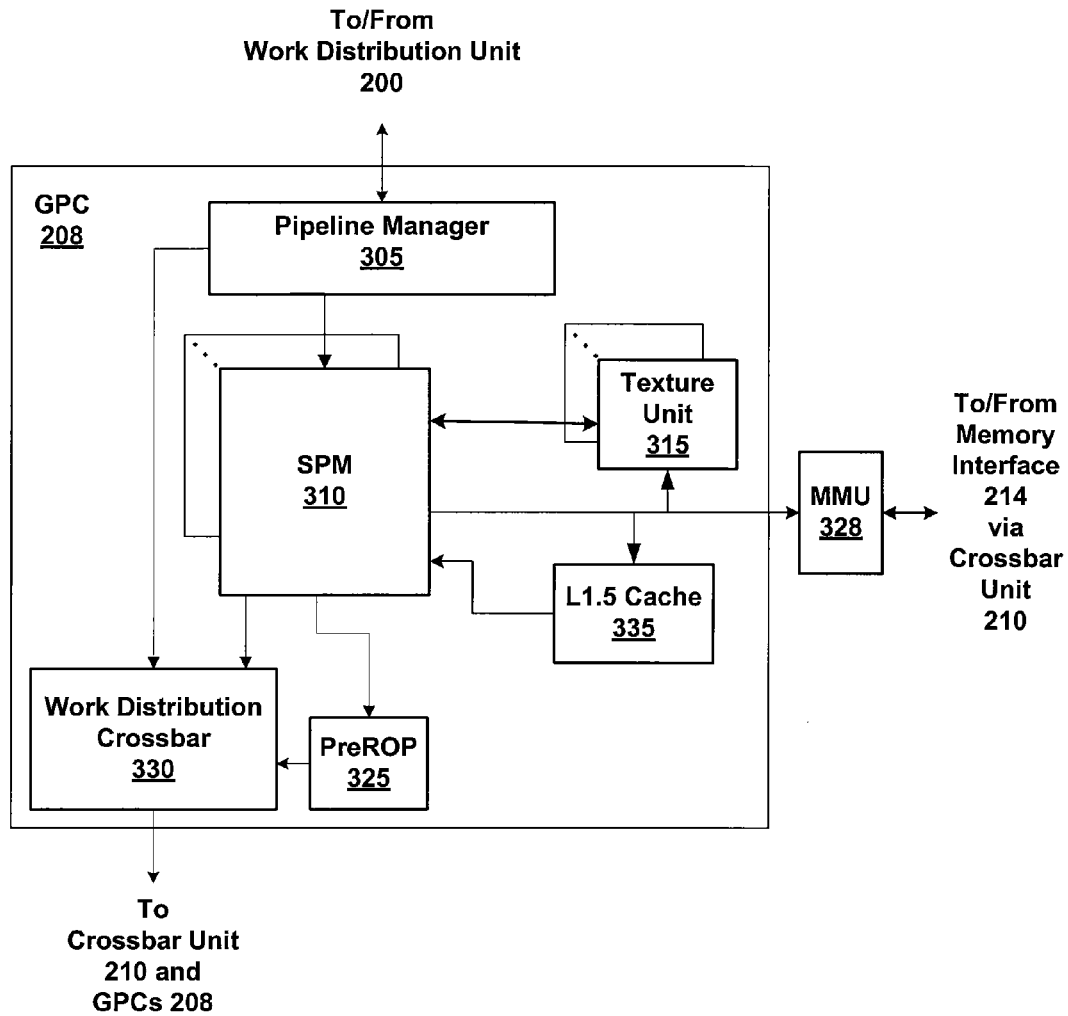 To/From
Work Distribution Unit
200
GPC
208
Pipeline Manager
305
Texture
Unit
315
SPM
310
To/From
Memory
Interface
214
via
Crossbar
Unit
210
MMU
328
L1.5 Cache
335
Work Distribution
Crossbar
330
PreROP
325
To
Crossbar Unit
210 and
GPCs 208